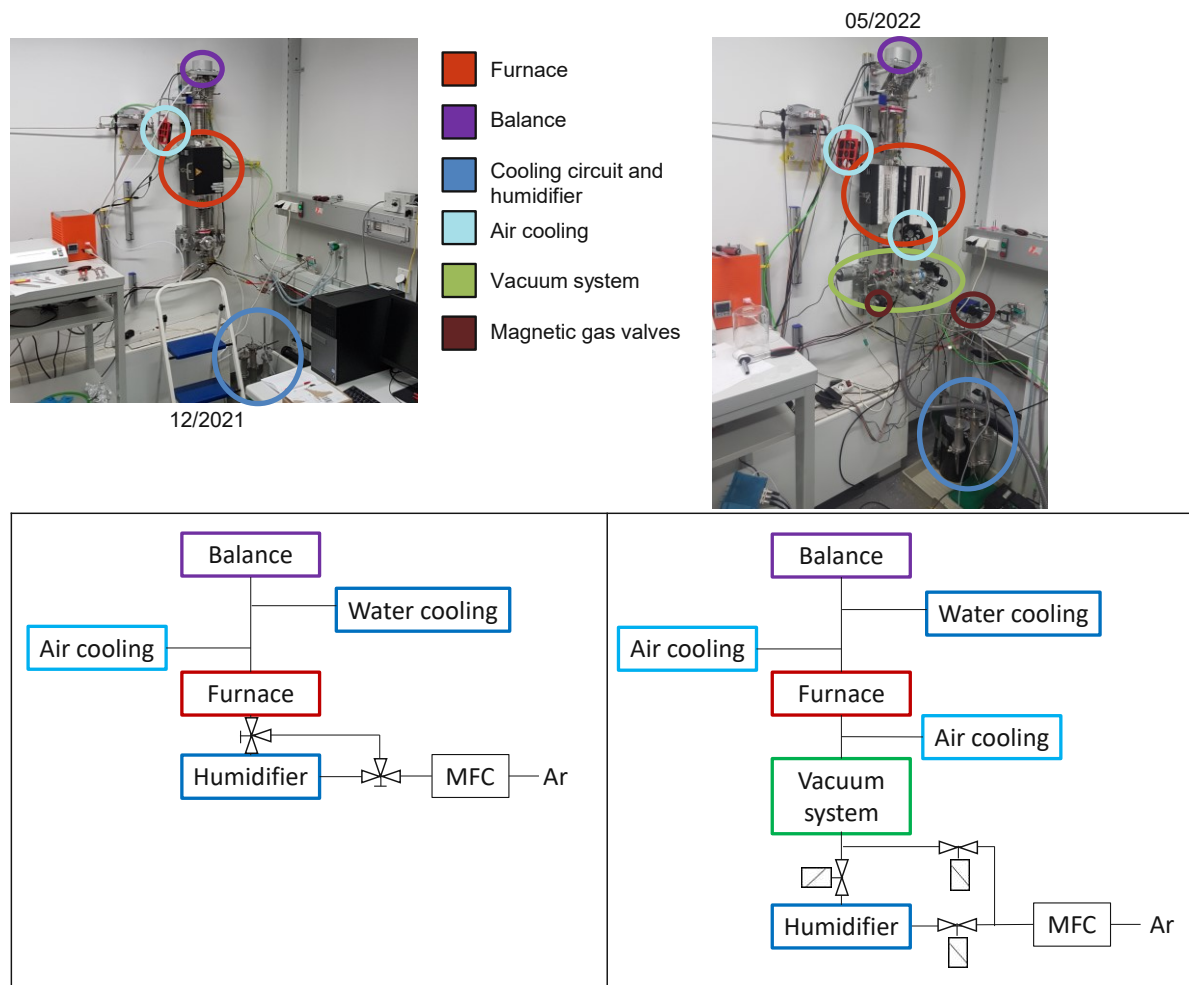 05/2022
Furnace
Balance
Cooling circuit and
humidifier
Air cooling
Vacuum system
Magnetic gas valves
12/2021
Balance
Water cooling
Air cooling
Furnace
Humidifier
MFC
Ar
Balance
Water cooling
Air cooling
Furnace
Air cooling
Vacuum
system
Humidifier
MFC
Ar